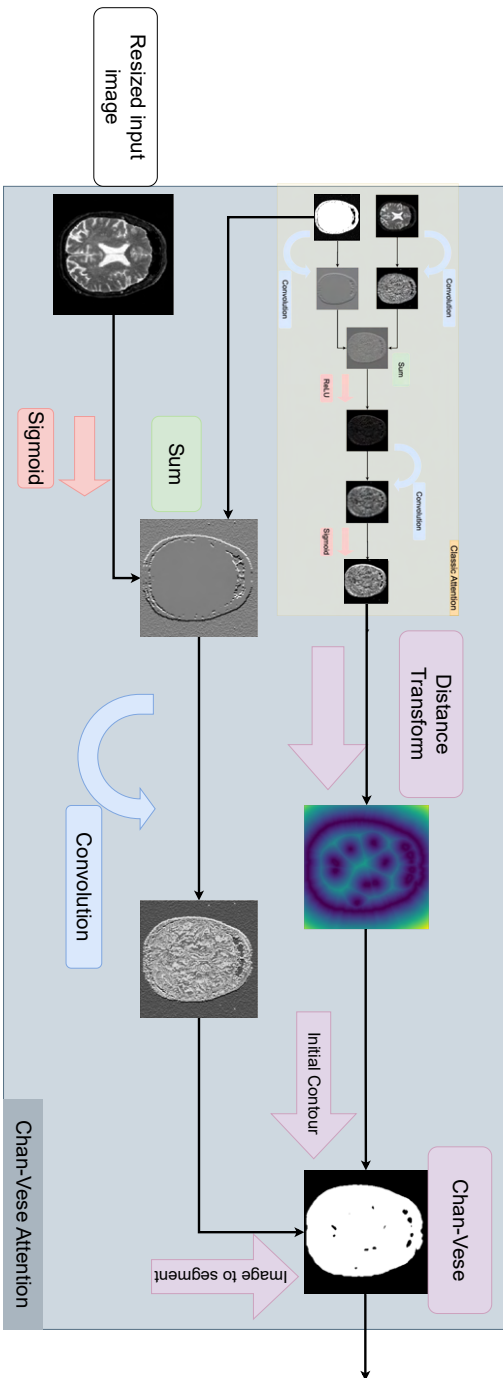 Resized input
image
Convolution
Convolution
Sum
ReLU
Convolution
Sigmoid
Classic Attention
Sigmoid
Sum
Distance
Transform
Convolution
Initial Contour
Chan-Vese
Image to segment
Chan-Vese Attention